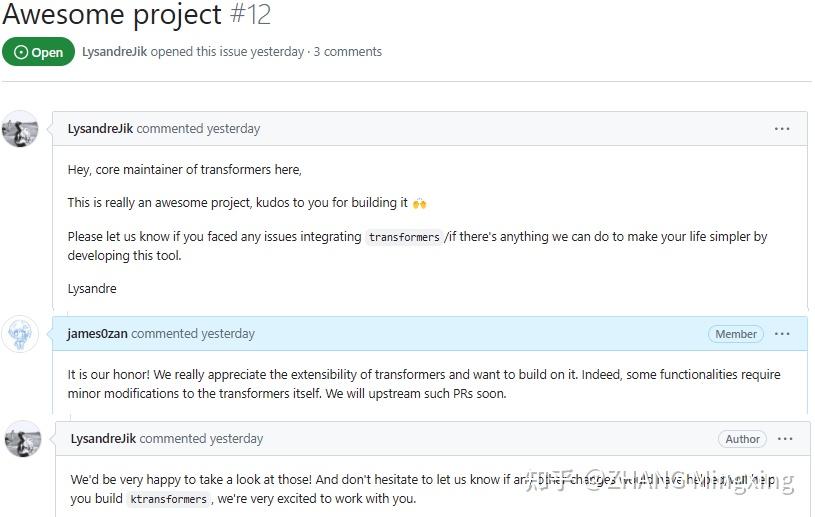 Awesome project #12
Open LysandreJik opened this issue yesterday · 3 comments
LysandreJik commented yesterday ···
Hey, core maintainer of transformers here,
This is really an awesome project, kudos to you for building it 🙌
Please let us know if you faced any issues integrating transformers /if there's anything we can do to make your life simpler by
developing this tool.
Lysandre
james0zan commented yesterday Member ···
It is our honor! We really appreciate the extensibility of transformers and want to build on it. Indeed, some functionalities require
minor modifications to the transformers itself. We will upstream such PRs soon.
LysandreJik commented yesterday Author ···
We'd be very happy to take a look at those! And don't hesitate to let us know if any other changes would have helped/will help
you build ktransformers , we're very excited to work with you.
知乎 @ZHANG Mingxing